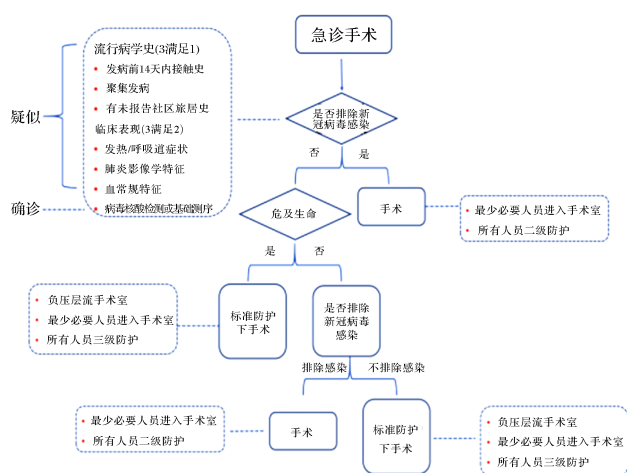 急诊手术
流行病学史(3满足1)
发病前14天内接触史
聚集发病
有未报告社区旅居史
临床表现(3满足2)
发热/呼吸道症状
肺炎影像学特征
血常规特征
病毒核酸检测或基础测序
疑似
确诊
是否排除新
冠病毒感染
否
是
危及生命
手术
最少必要人员进入手术室
所有人员二级防护
是
否
负压层流手术室
最少必要人员进入手术室
所有人员三级防护
标准防护
下手术
是否排除
新冠病毒
感染
排除感染
不排除感染
最少必要人员进入手术室
所有人员二级防护
手术
标准防护
下手术
负压层流手术室
最少必要人员进入手术室
所有人员三级防护